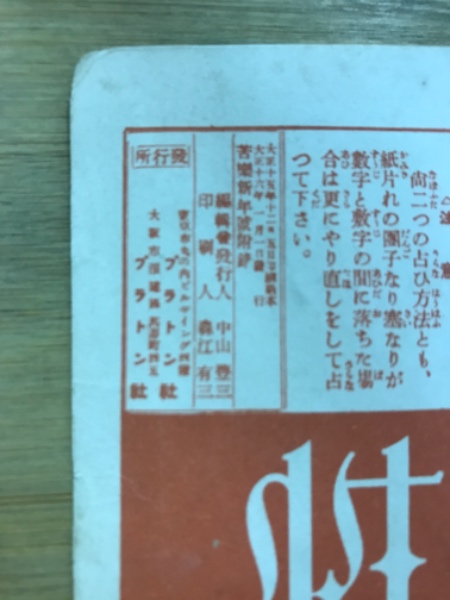 注意
尚二つの占ひ方法とも、
紙片れの團子なり塞なりが
數字と數字の間に落ちた場
合は更にやり直しをして占
つて下さい。
大正十五年十二月五日印刷納本
大正十六年一月一日發行
苦樂新年號附錄
編輯發行人 中山豊三
印刷人 森江有三
發行所
東京市丸ノ内ビルヂイング四階
プラトン社
大阪市
プラトン社